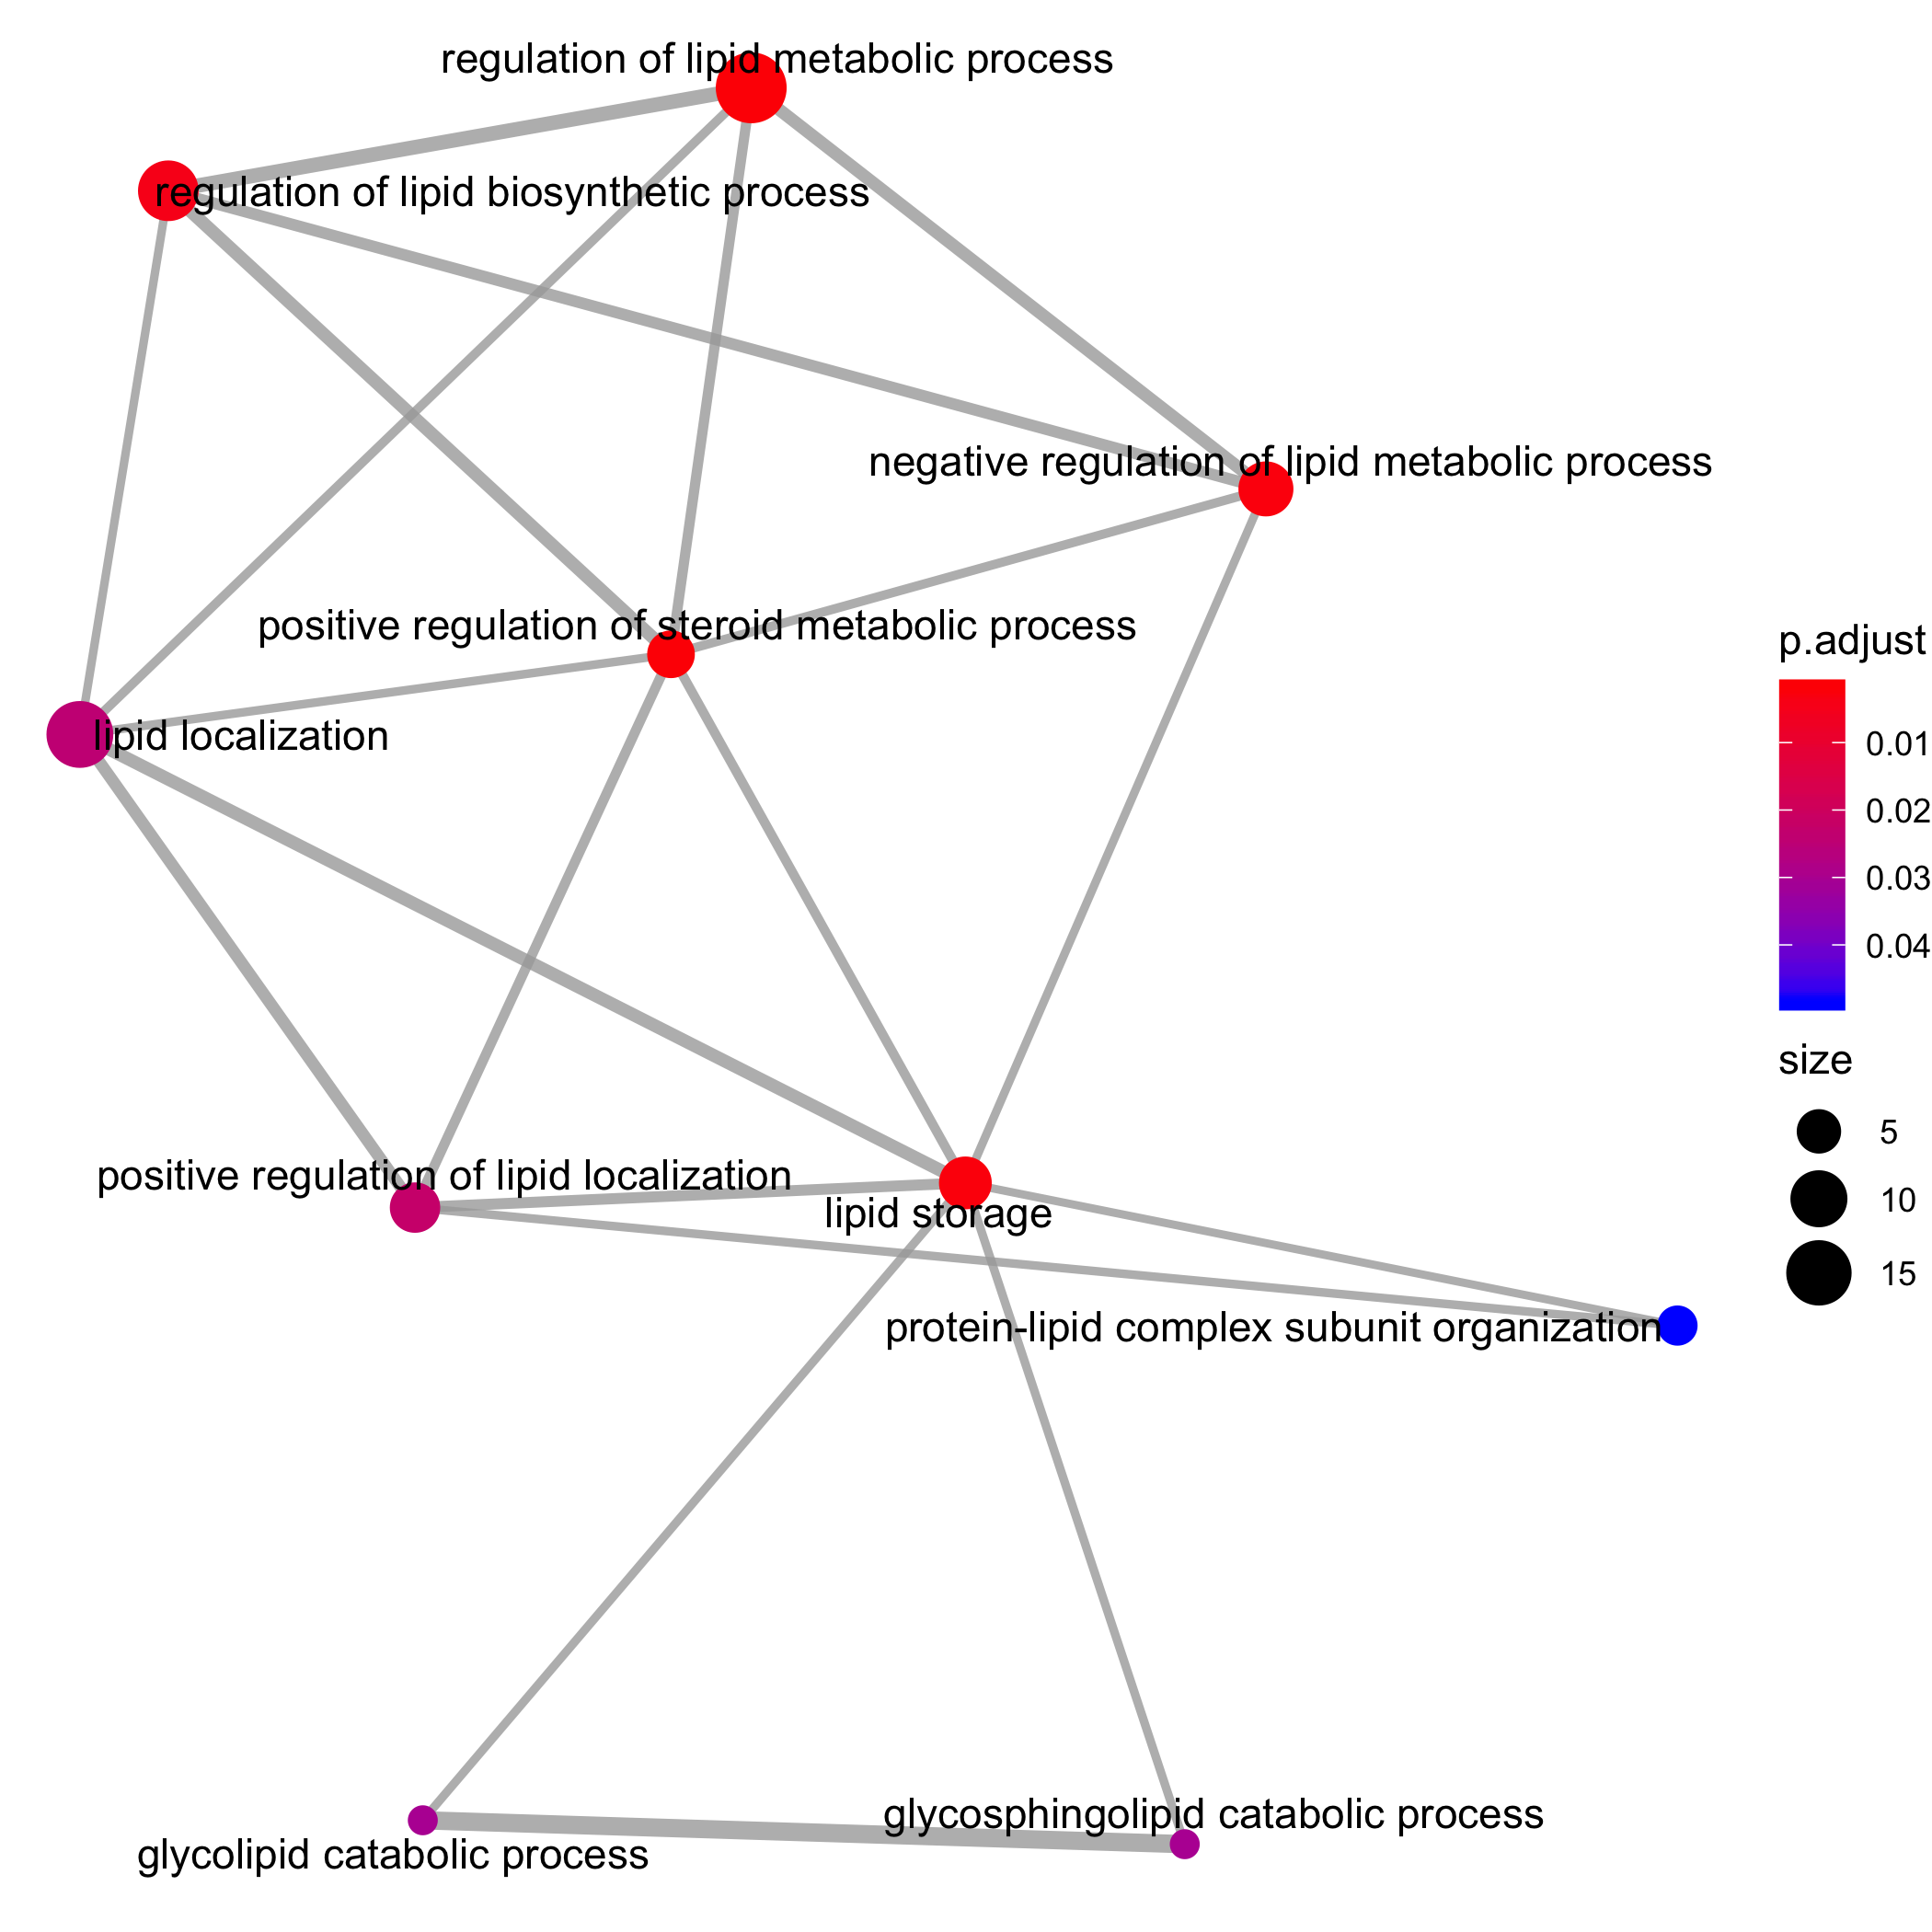 regulation of lipid metabolic process
regulation of lipid biosynthetic process
negative regulation of lipid metabolic process
positive regulation of steroid metabolic process
lipid localization
positive regulation of lipid localization
lipid storage
protein-lipid complex subunit organization
glycosphingolipid catabolic process
glycolipid catabolic process
p.adjust
0.01
0.02
0.03
0.04
size
5
10
15